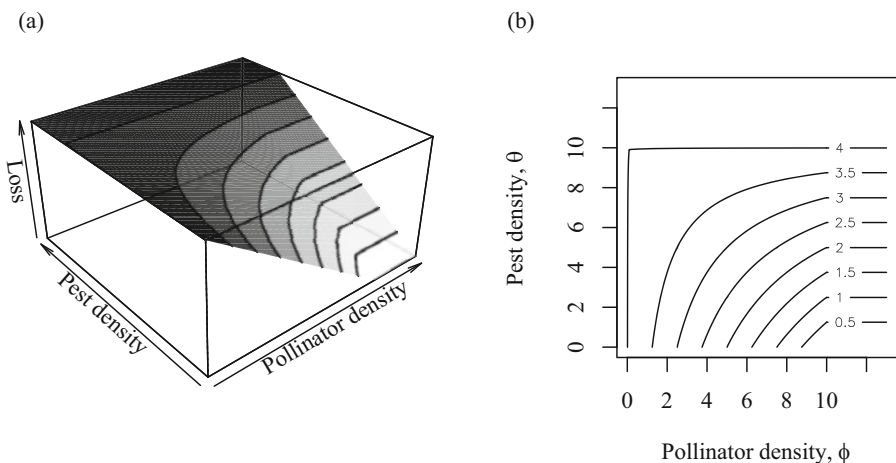 (a)
Loss
Pest density
Pollinator density
(b)
Pest density, θ
10
8
6
4
2
0
4
3.5
3
2.5
2
1.5
1
0.5
0 2 4 6 8 10
Pollinator density, ϕ